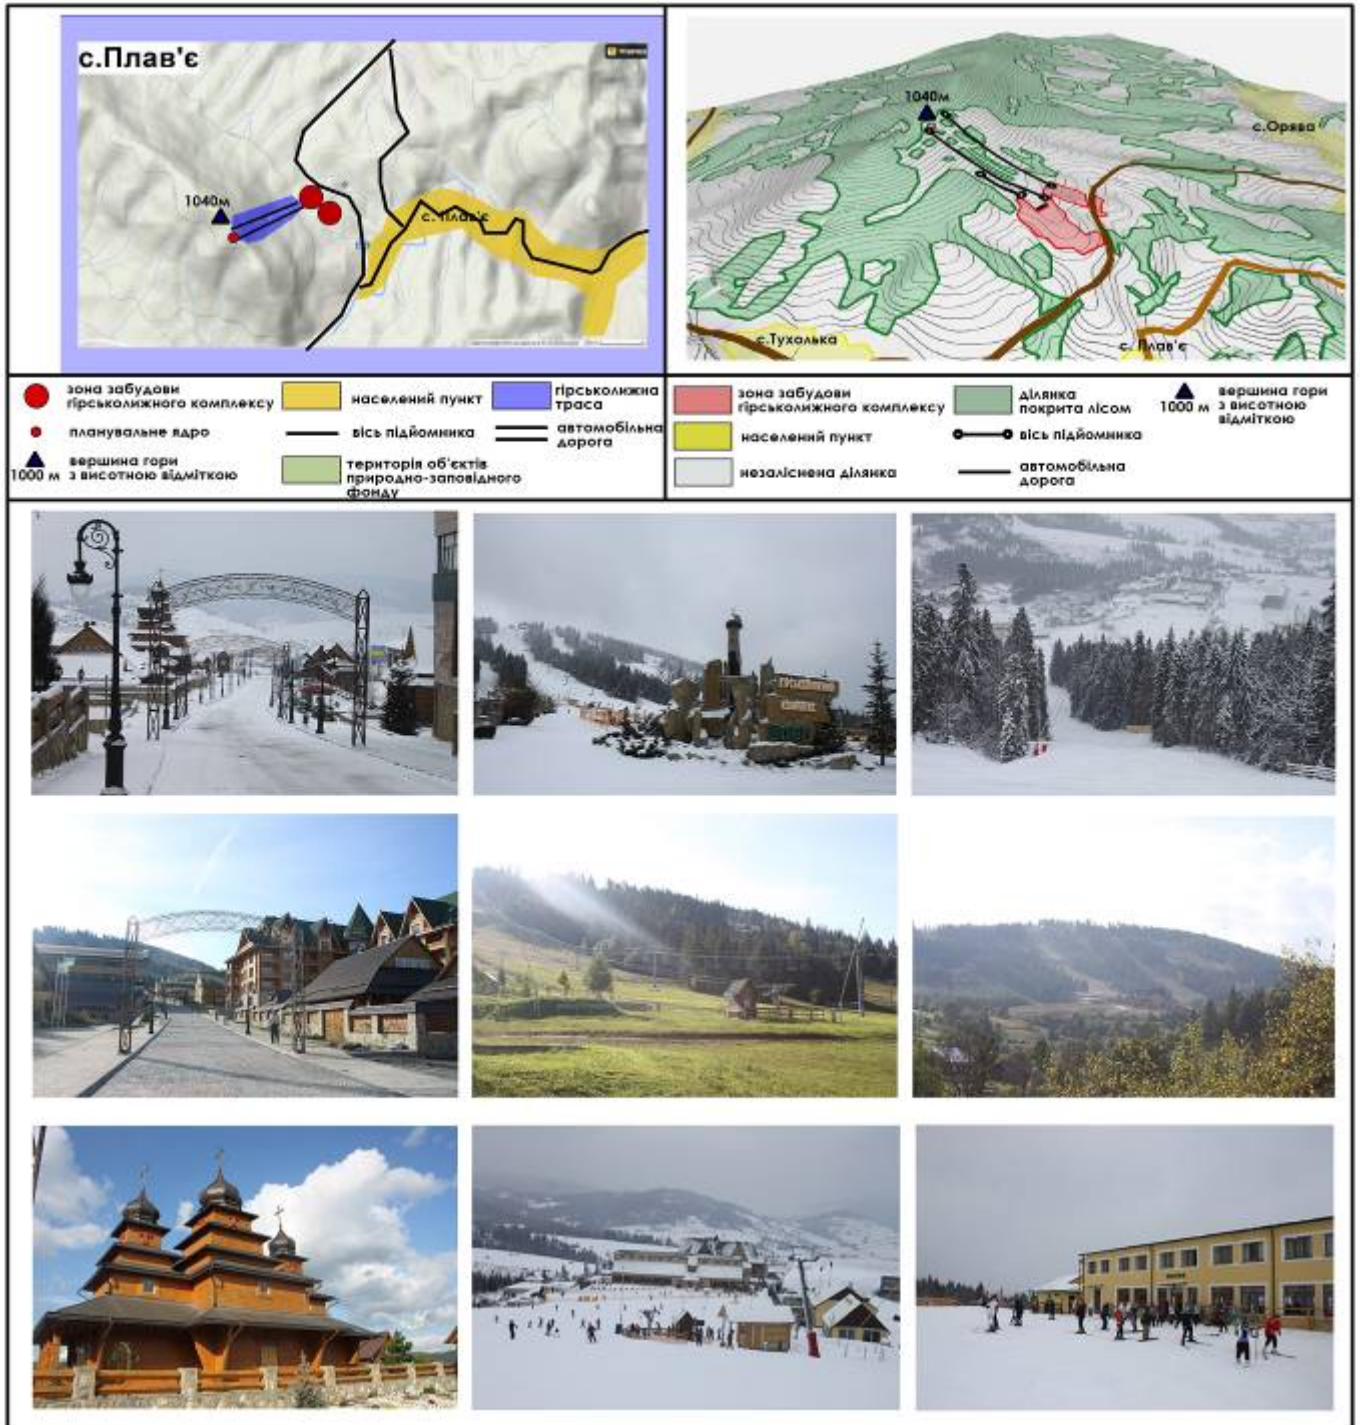 с.Плав'є
1040м
с. Плав'є
1040м
с.Орява
с.Тухолька
с. Плав'є
зона забудови
гірськолижного комплексу
населений пункт
гірськолижна
траса
планувальне ядро
вісь підйомника
автомобільна
дорога
1000 м
вершина гори
з висотною відміткою
територія об'єктів
природно-заповідного
фонду
зона забудови
гірськолижного комплексу
ділянка
покрита лісом
1000 м
вершина гори
з висотною
відміткою
населений пункт
вісь підйомника
незаліснена ділянка
автомобільна
дорога